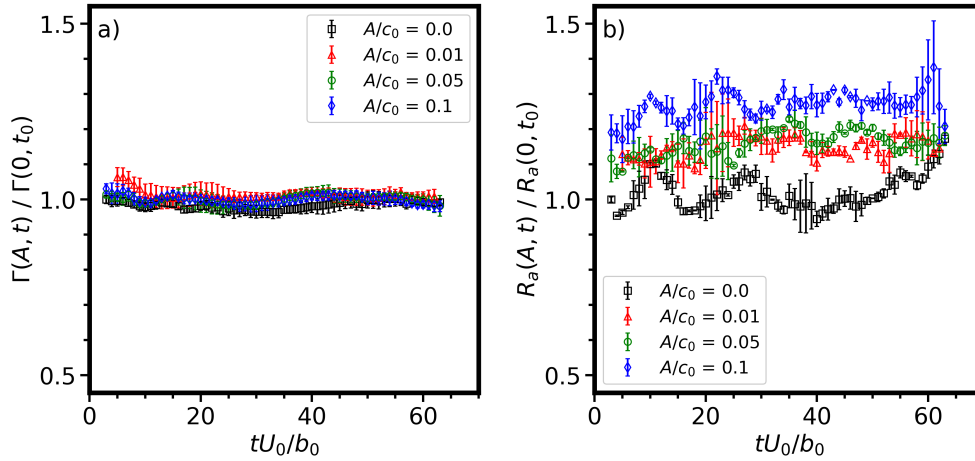 a)
A/c₀ = 0.0
A/c₀ = 0.01
A/c₀ = 0.05
A/c₀ = 0.1
Γ(A, t) / Γ(0, t₀)
1.5
1.0
0.5
0
20
40
60
tU₀/b₀
b)
A/c₀ = 0.0
A/c₀ = 0.01
A/c₀ = 0.05
A/c₀ = 0.1
Rₐ(A, t) / Rₐ(0, t₀)
1.5
1.0
0.5
0
20
40
60
tU₀/b₀